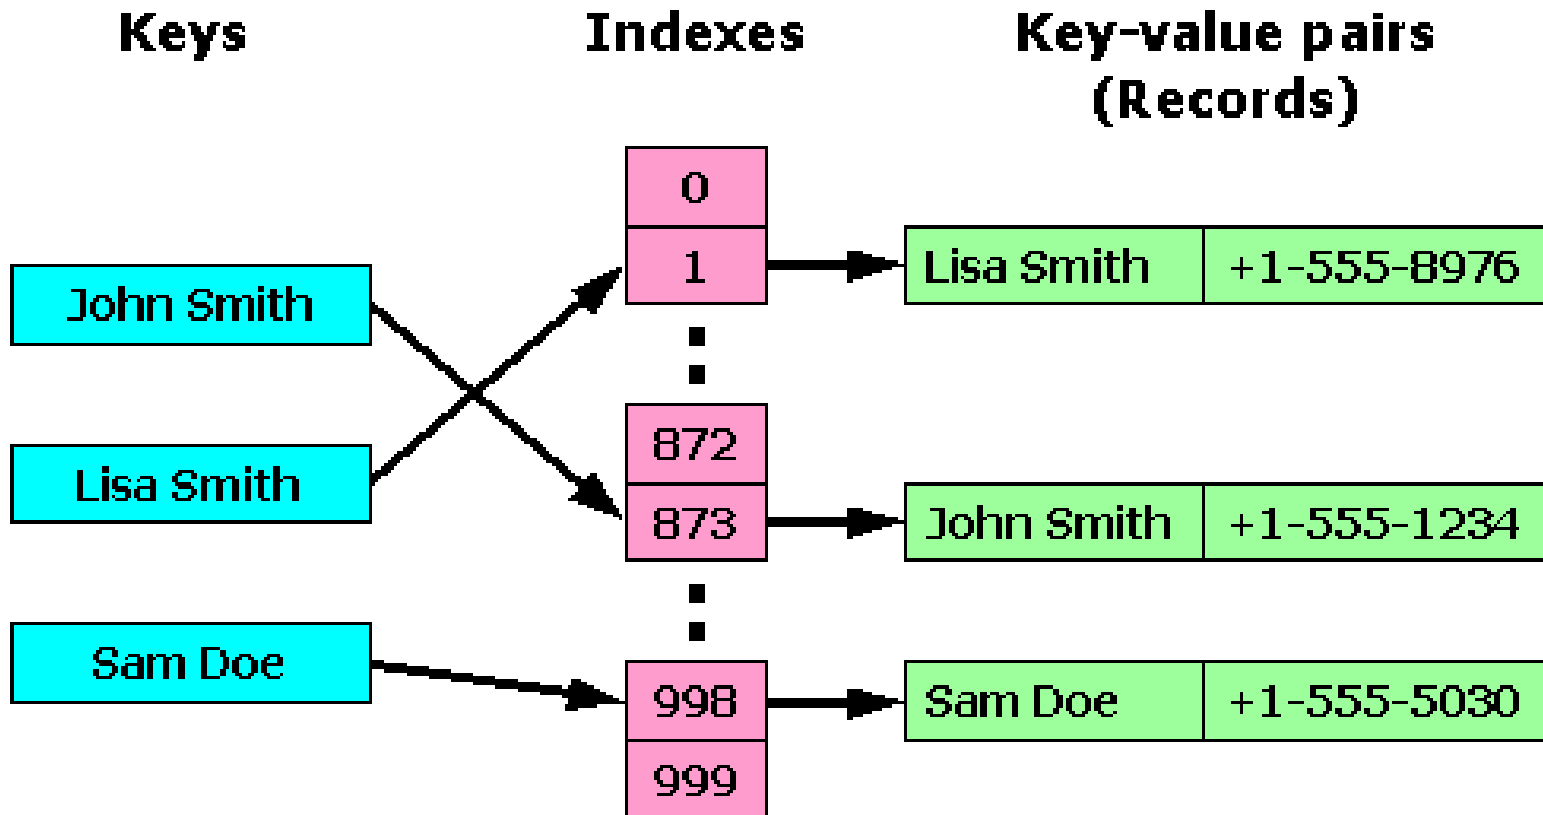 Keys
Indexes
Key-value pairs
(Records)
John Smith
Lisa Smith
Sam Doe
0
1
872
873
998
999
Lisa Smith +1-555-8976
John Smith +1-555-1234
Sam Doe +1-555-5030